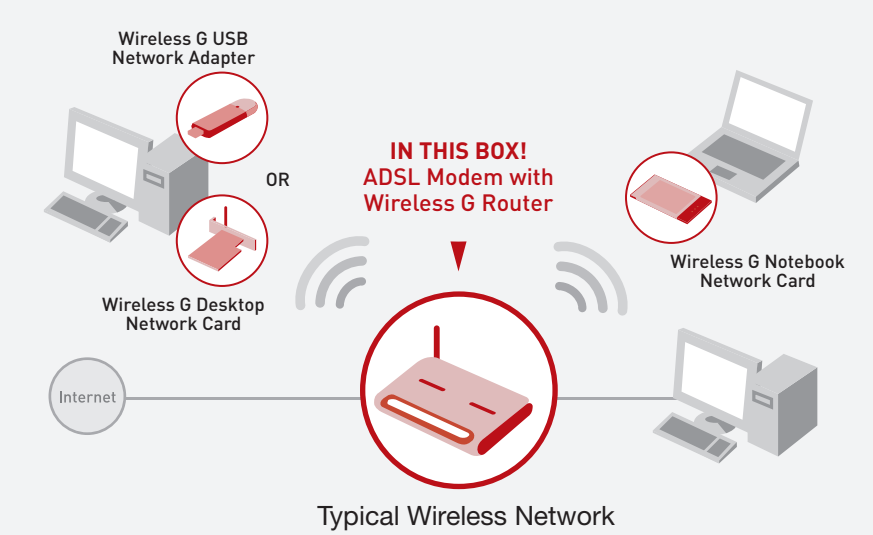 Wireless G USB
Network Adapter
OR
Wireless G Desktop
Network Card
IN THIS BOX!
ADSL Modem with
Wireless G Router
Wireless G Notebook
Network Card
Internet
Typical Wireless Network